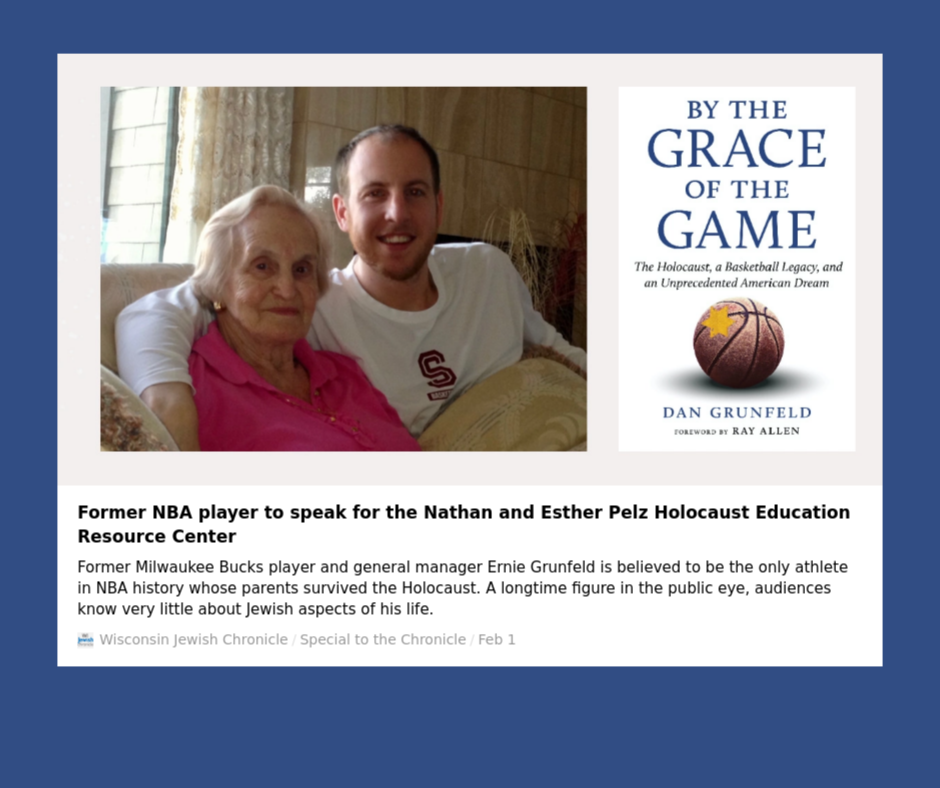 BY THE
GRACE
OF THE
GAME
The Holocaust, a Basketball Legacy, and
an Unprecedented American Dream
DAN GRUNFELD
FOREWORD BY RAY ALLEN
S
Former NBA player to speak for the Nathan and Esther Pelz Holocaust Education
Resource Center
Former Milwaukee Bucks player and general manager Ernie Grunfeld is believed to be the only athlete
in NBA history whose parents survived the Holocaust. A longtime figure in the public eye, audiences
know very little about Jewish aspects of his life.
Wisconsin Jewish Chronicle / Special to the Chronicle / Feb 1